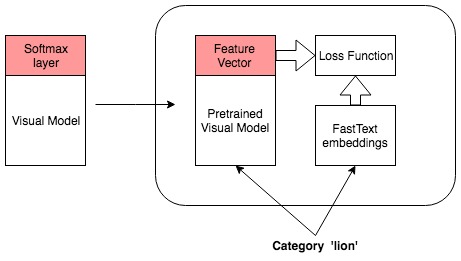 Softmax
layer
Visual Model
Feature
Vector
Pretrained
Visual Model
Loss Function
FastText
embeddings
Category 'lion'